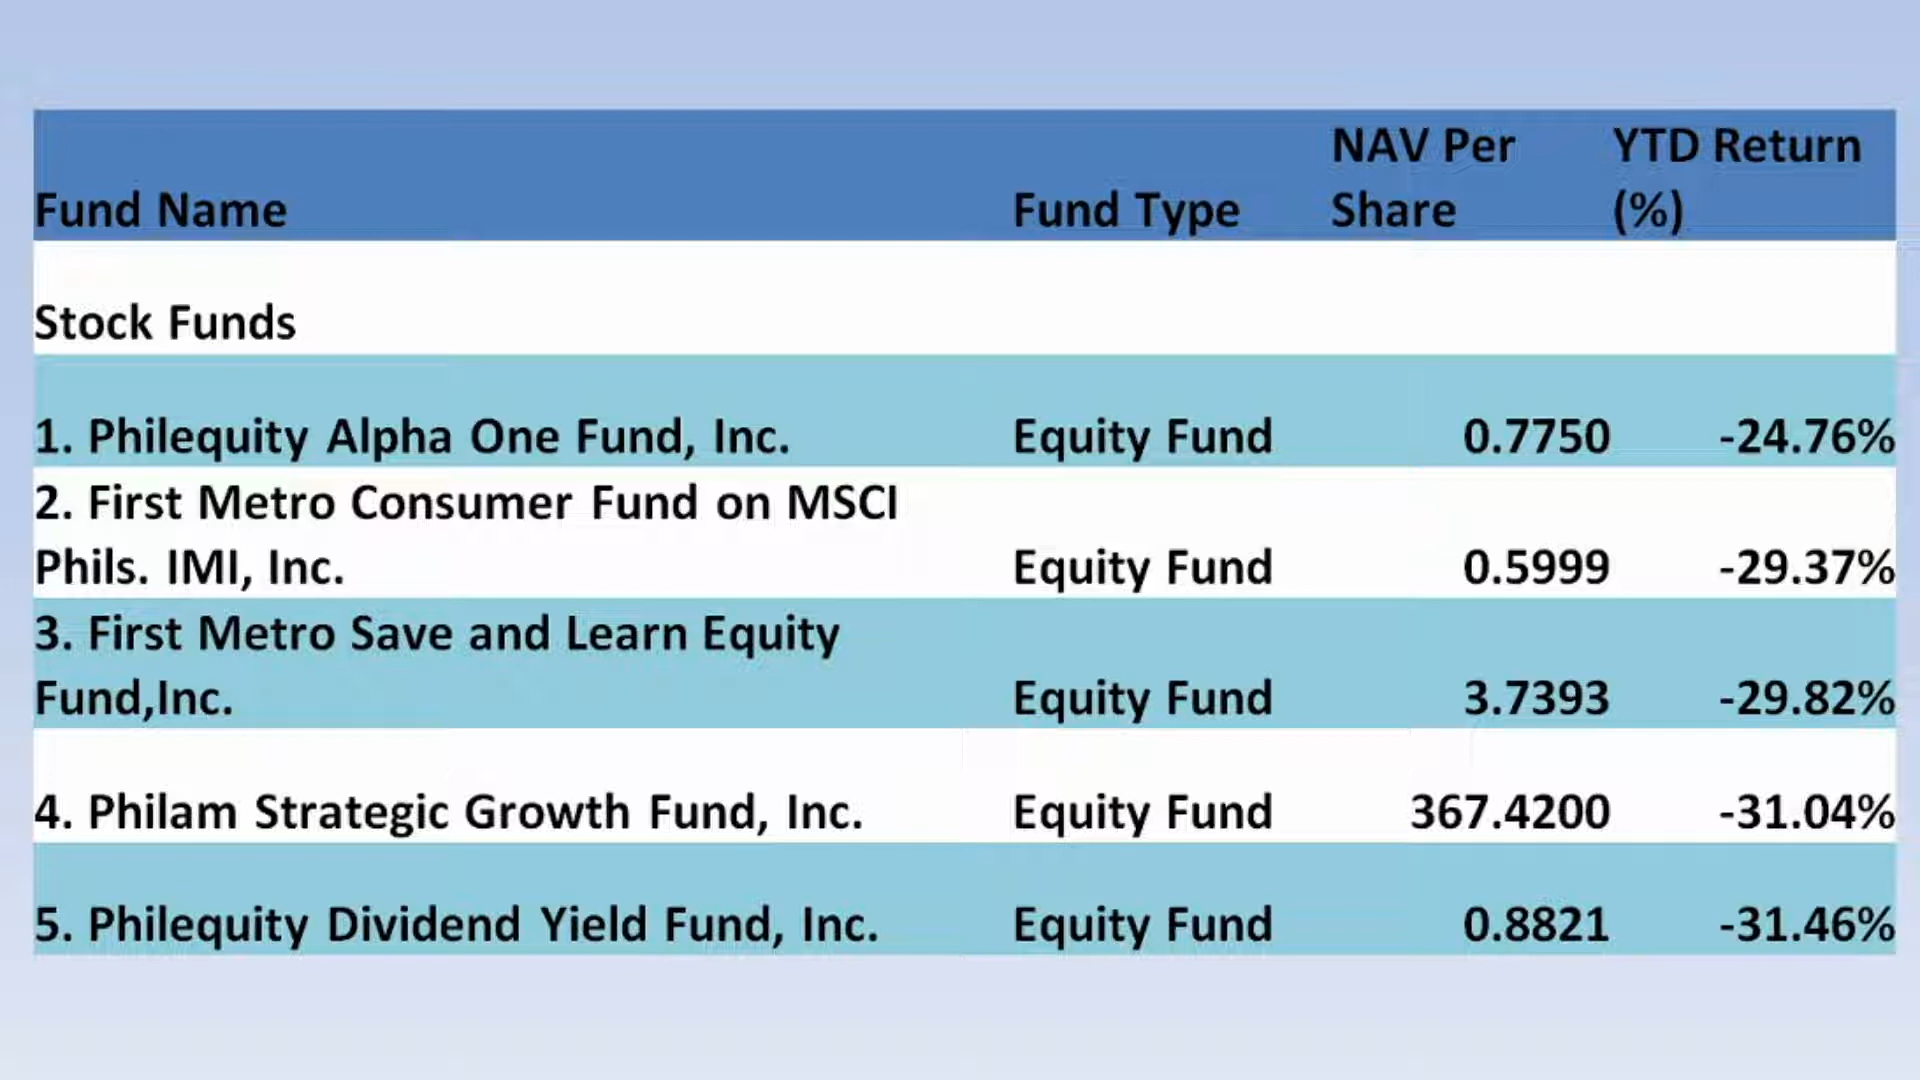 Fund Name Fund Type NAV Per Share YTD Return (%)
Stock Funds
1. Philequity Alpha One Fund, Inc. Equity Fund 0.7750 -24.76%
2. First Metro Consumer Fund on MSCI
Phils. IMI, Inc. Equity Fund 0.5999 -29.37%
3. First Metro Save and Learn Equity
Fund,Inc. Equity Fund 3.7393 -29.82%
4. Philam Strategic Growth Fund, Inc. Equity Fund 367.4200 -31.04%
5. Philequity Dividend Yield Fund, Inc. Equity Fund 0.8821 -31.46%